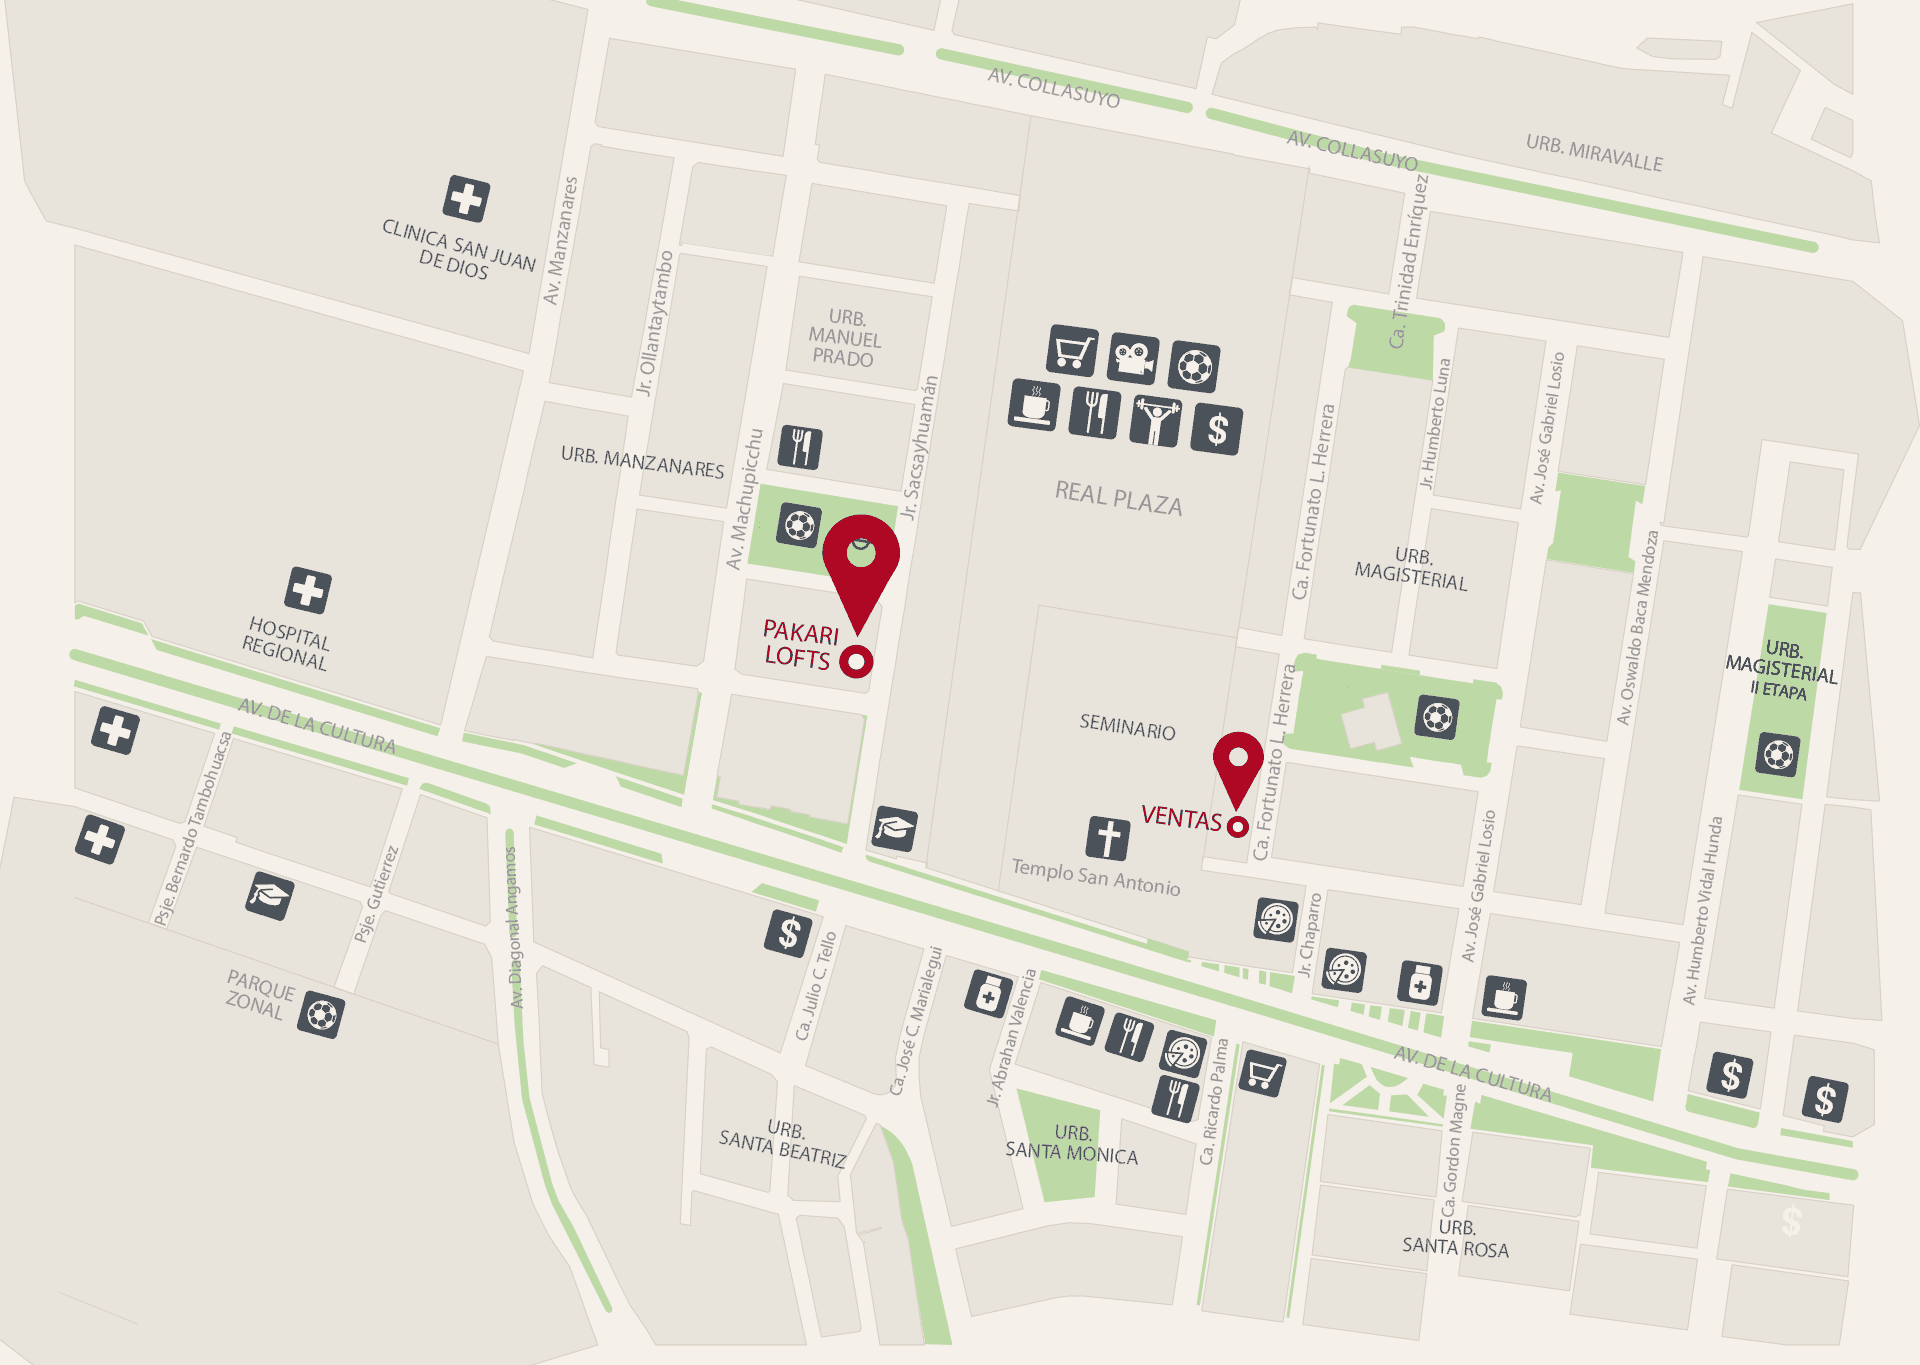 AV. COLLASUYO
AV. COLLASUYO
URB. MIRAVALLE
CLINICA SAN JUAN
DE DIOS
Av. Manzanares
Jr. Ollantaytambo
Ca. Trinidad Enríquez
URB.
MANUEL
PRADO
Jr. Sacsayhuamán
Av. Machupicchu
URB. MANZANARES
REAL PLAZA
$
Ca. Fortunato L. Herrera
Jr. Humberto Luna
Av. José Gabriel Losio
URB.
MAGISTERIAL
Av. Oswaldo Baca Mendoza
HOSPITAL
REGIONAL
PAKARI
LOFTS
URB.
MAGISTERIAL
II ETAPA
SEMINARIO
Ca. Fortunato L. Herrera
AV. DE LA CULTURA
VENTAS
Templo San Antonio
Psje. Bernardo Tambohuacsa
Psje. Gutierrez
Av. Diagonal Angamos
$
Ca. Julio C. Tello
Ca. José C. Marialegui
Jr. Abrahan Valencia
Jr. Chaparro
Av. José Gabriel Losio
Av. Humberto Vidal Hunda
PARQUE
ZONAL
Ca. Ricardo Palma
AV. DE LA CULTURA
$
$
URB.
SANTA BEATRIZ
URB.
SANTA MONICA
Ca. Gordon Magne
URB.
SANTA ROSA
$